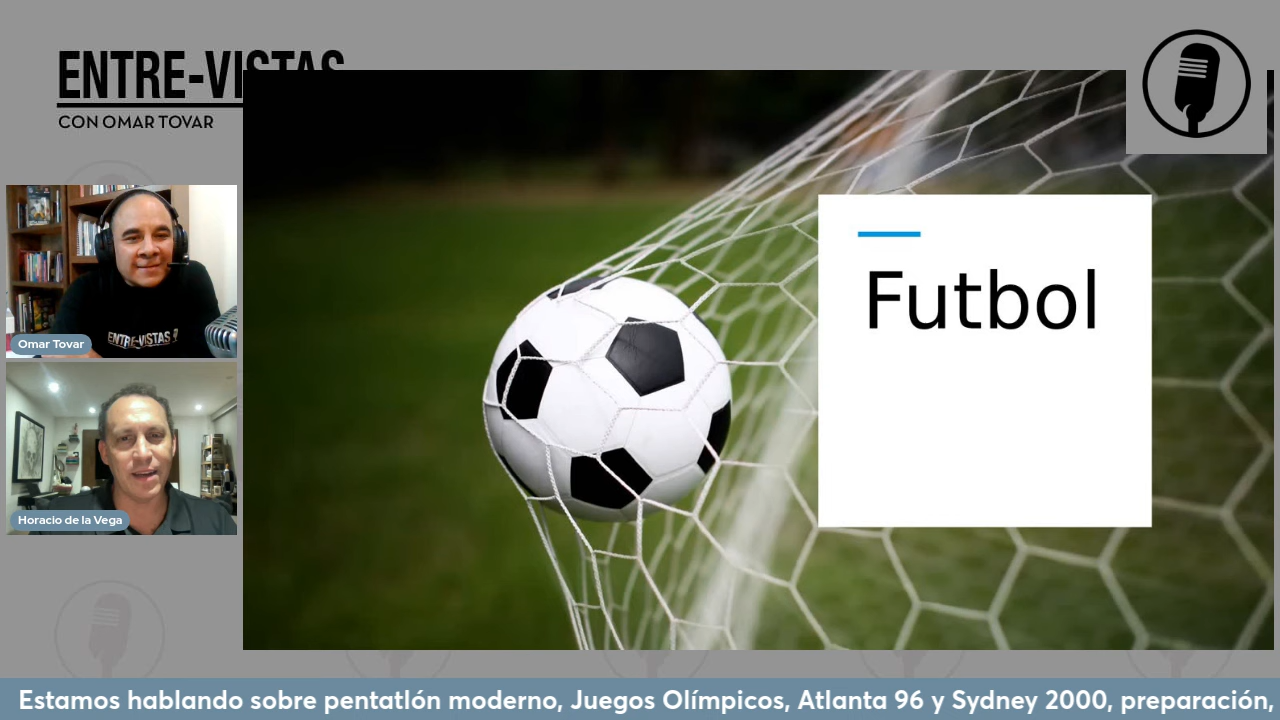 ENTRE-VISTAS
CON OMAR TOVAR
ENTRE-VISTAS
Omar Tovar
Horacio de la Vega
Futbol
Estamos hablando sobre pentatlón moderno, Juegos Olímpicos, Atlanta 96 y Sydney 2000, preparación,